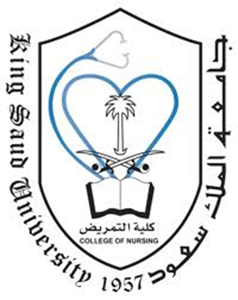 جامعة الملك سعود
King Saud University 1957
كلية التمريض
COLLEGE OF NURSING